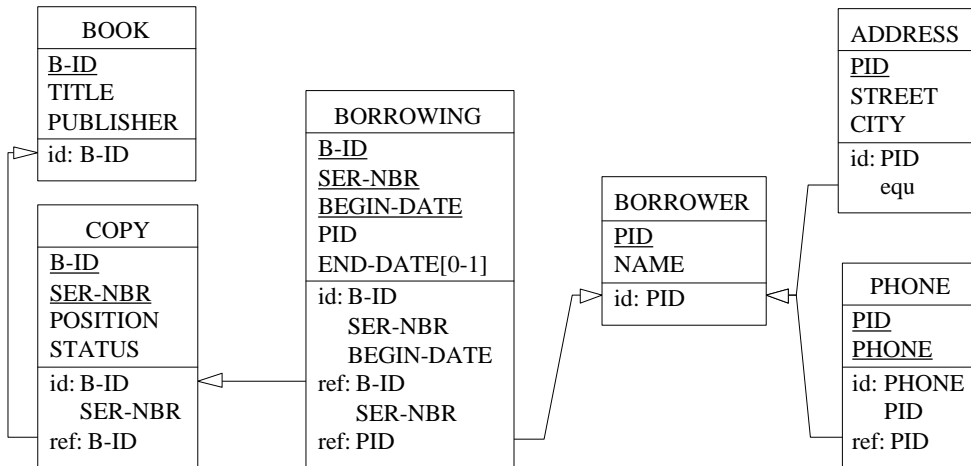 BOOK
B-ID
TITLE
PUBLISHER
id: B-ID
COPY
B-ID
SER-NBR
POSITION
STATUS
id: B-ID
SER-NBR
ref: B-ID
BORROWING
B-ID
SER-NBR
BEGIN-DATE
PID
END-DATE[0-1]
id: B-ID
SER-NBR
BEGIN-DATE
ref: B-ID
SER-NBR
ref: PID
BORROWER
PID
NAME
id: PID
ADDRESS
PID
STREET
CITY
id: PID
equ
PHONE
PID
PHONE
id: PHONE
PID
ref: PID